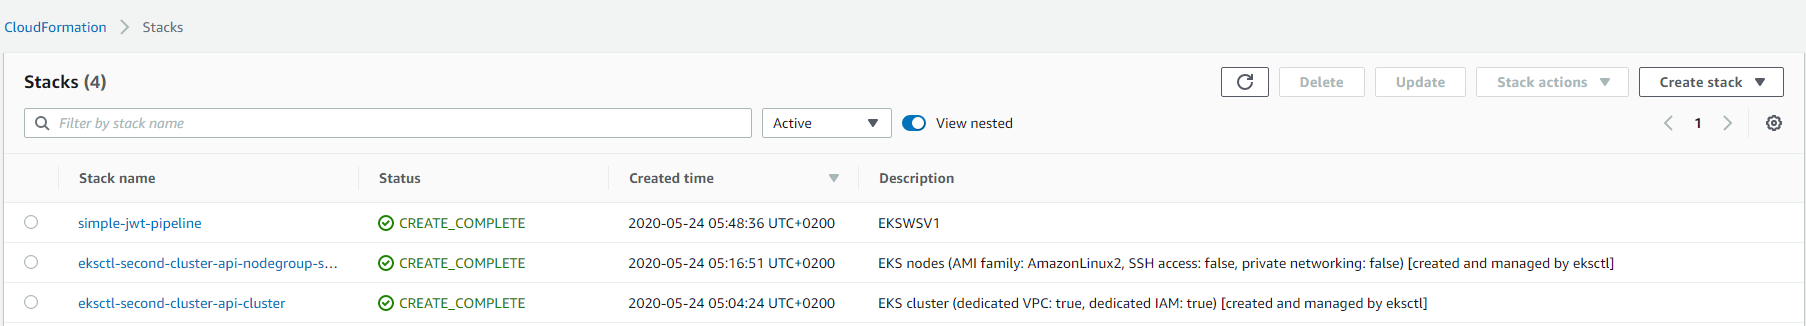 CloudFormation > Stacks
Stacks (4)
Delete
Update
Stack actions
Create stack
Filter by stack name
Active
View nested
1
Stack name Status Created time Description
simple-jwt-pipeline CREATE_COMPLETE 2020-05-24 05:48:36 UTC+0200 EKSWSV1
eksctl-second-cluster-api-nodegroup-s... CREATE_COMPLETE 2020-05-24 05:16:51 UTC+0200 EKS nodes (AMI family: AmazonLinux2, SSH access: false, private networking: false) [created and managed by eksctl]
eksctl-second-cluster-api-cluster CREATE_COMPLETE 2020-05-24 05:04:24 UTC+0200 EKS cluster (dedicated VPC: true, dedicated IAM: true) [created and managed by eksctl]